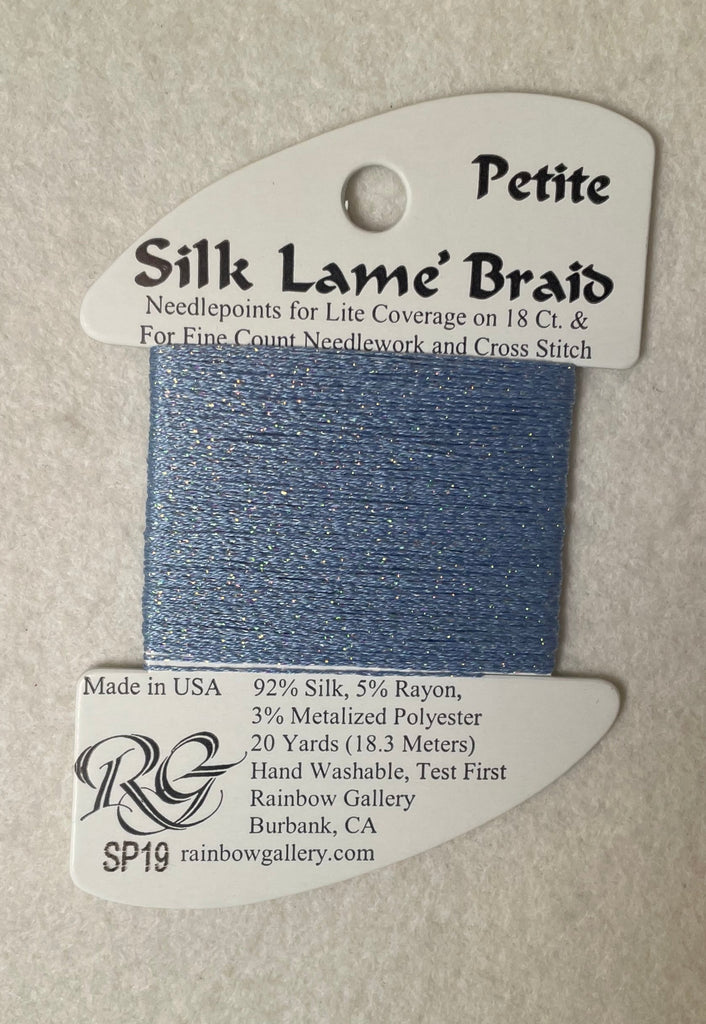 Petite
Silk Lame' Braid
Needlepoints for Lite Coverage on 18 Ct. &
For Fine Count Needlework and Cross Stitch
Made in USA
92% Silk, 5% Rayon,
3% Metalized Polyester
20 Yards (18.3 Meters)
Hand Washable, Test First
Rainbow Gallery
Burbank, CA
RG
SP19 rainbowgallery.com